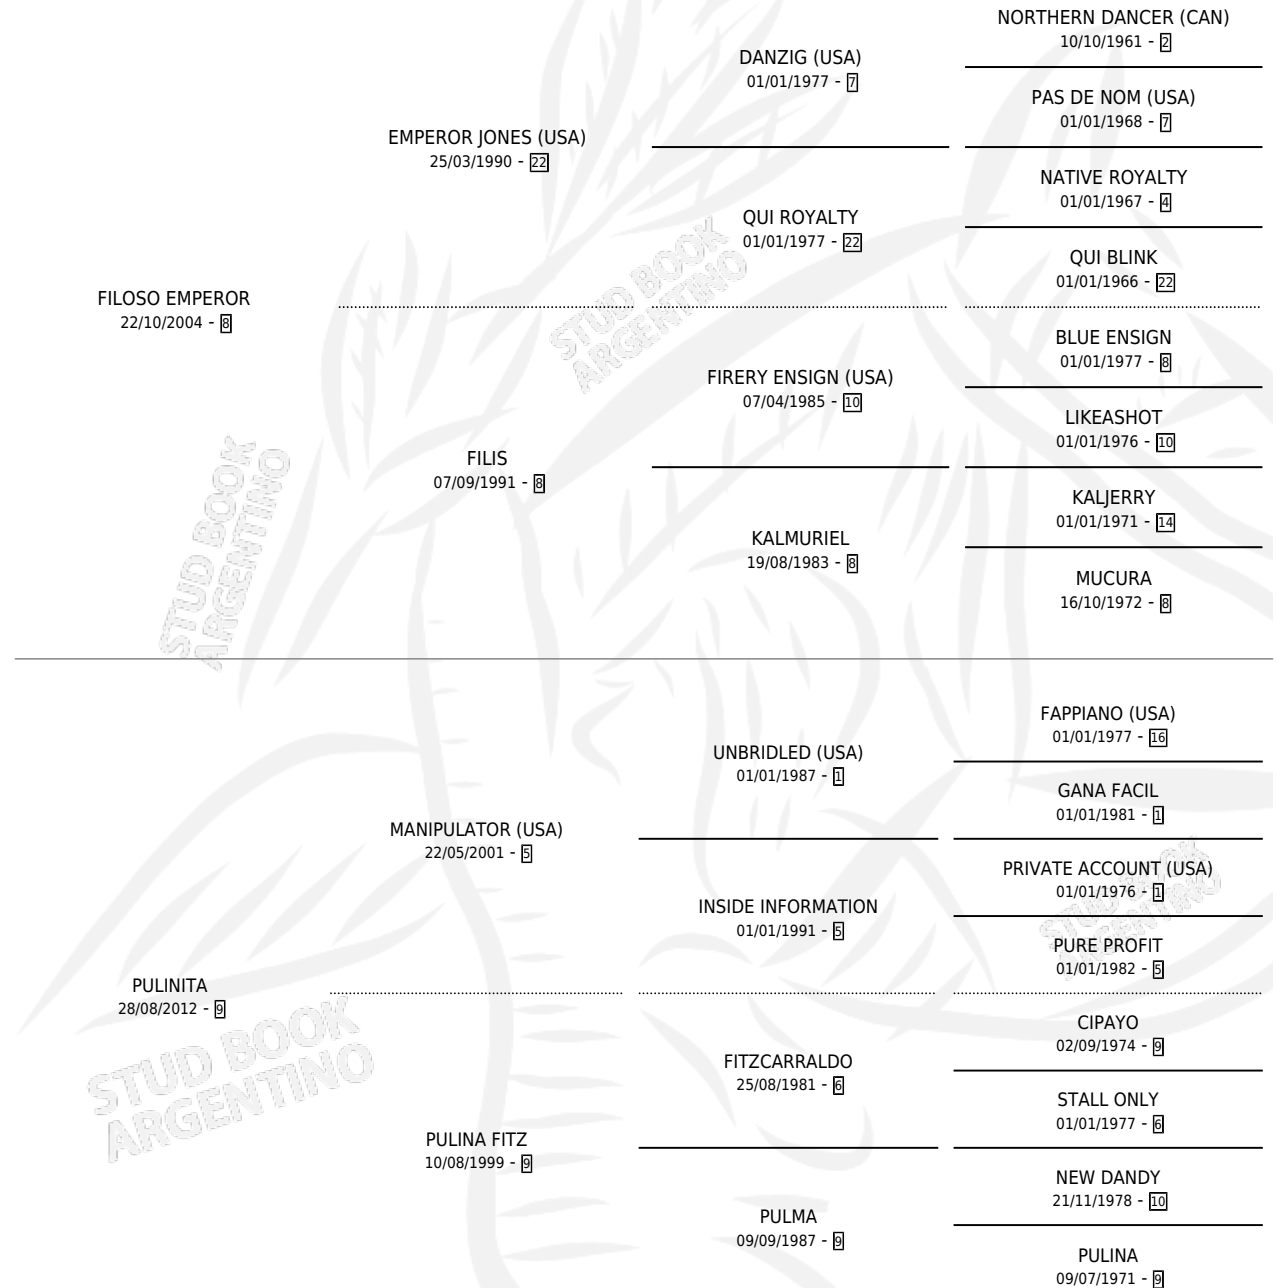 NORTHERN DANCER (CAN)
10/10/1961 - 2
DANZIG (USA)
01/01/1977 - 7
PAS DE NOM (USA)
01/01/1968 - 7
EMPEROR JONES (USA)
25/03/1990 - 22
NATIVE ROYALTY
01/01/1967 - 4
QUI ROYALTY
01/01/1977 - 22
QUI BLINK
01/01/1966 - 22
FILOSO EMPEROR
22/10/2004 - 8
STUD BOOK
ARGENTINO
BLUE ENSIGN
01/01/1977 - 8
FIRERY ENSIGN (USA)
07/04/1985 - 10
LIKEASHOT
01/01/1976 - 10
FILIS
07/09/1991 - 8
KALJERRY
01/01/1971 - 14
KALMURIEL
19/08/1983 - 8
MUCURA
16/10/1972 - 8
STUD BOOK
ARGENTINO
FAPPIANO (USA)
01/01/1977 - 16
UNBRIDLED (USA)
01/01/1987 - 1
GANA FACIL
01/01/1981 - 1
MANIPULATOR (USA)
22/05/2001 - 5
PRIVATE ACCOUNT (USA)
01/01/1976 - 1
INSIDE INFORMATION
01/01/1991 - 5
STUD BOOK
ARGENTINO
PURE PROFIT
01/01/1982 - 5
PULINITA
28/08/2012 - 9
STUD BOOK
ARGENTINO
CIPAYO
02/09/1974 - 9
FITZCARRALDO
25/08/1981 - 6
STALL ONLY
01/01/1977 - 6
PULINA FITZ
10/08/1999 - 9
NEW DANDY
21/11/1978 - 10
PULMA
09/09/1987 - 9
PULINA
09/07/1971 - 9